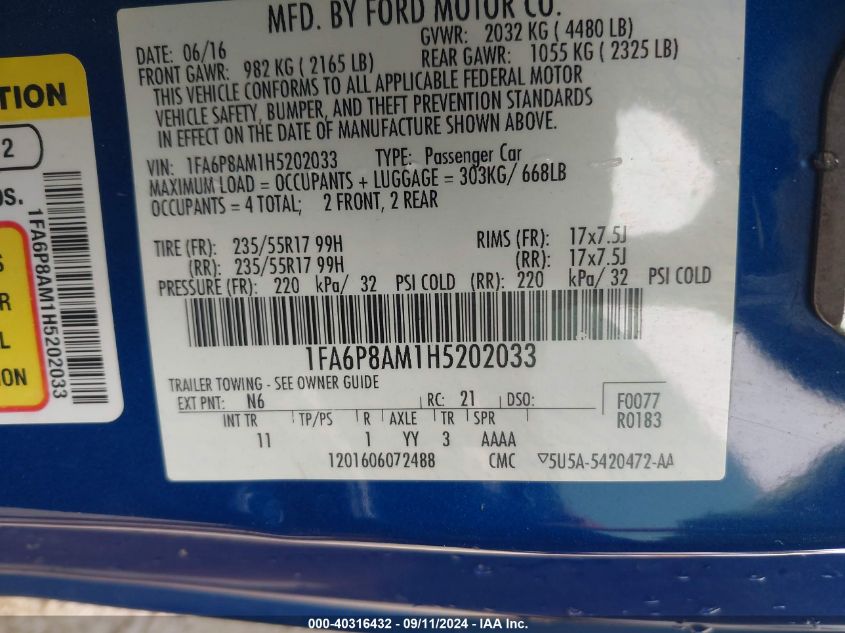 MFD. BY FORD MOTOR CO.
DATE: 06/16
GVWR: 2032 KG ( 4480 LB)
FRONT GAWR: 982 KG ( 2165 LB)
REAR GAWR: 1055 KG ( 2325 LB)
THIS VEHICLE CONFORMS TO ALL APPLICABLE FEDERAL MOTOR
VEHICLE SAFETY, BUMPER, AND THEFT PREVENTION STANDARDS
IN EFFECT ON THE DATE OF MANUFACTURE SHOWN ABOVE.
VIN: 1FA6P8AM1H5202033 TYPE: Passenger Car
MAXIMUM LOAD = OCCUPANTS + LUGGAGE = 303KG/ 668LB
OCCUPANTS = 4 TOTAL; 2 FRONT, 2 REAR
TIRE (FR): 235/55R17 99H RIMS (FR): 17x7.5J
(RR): 235/55R17 99H (RR): 17x7.5J
PRESSURE (FR): 220 kPa/ 32 PSI COLD (RR): 220 kPa/ 32 PSI COLD
1FA6P8AM1H5202033
TRAILER TOWING - SEE OWNER GUIDE
EXT PNT: N6 RC: 21 DSO:
F0077
R0183
INT TR TP/PS R AXLE TR SPR
11 1 YY 3 AAAA
1201606072488 CMC ▽5U5A-5420472-AA
2
1FA6P8AM1H5202033
000-40316432 - 09/11/2024 - IAA Inc.